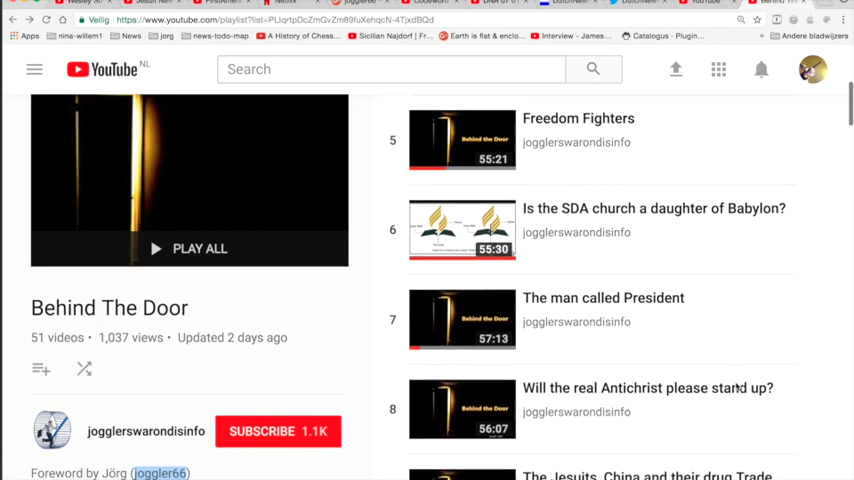 Netflix
joggler66
Codeword
YouTube
Veilig
https://www.youtube.com/playlist?list=PLIqrtpDcZmGvZm89fuXehqcN-4TjxdBQd
Apps
nina-willem1
News
jorg
news-todo-map
A History of Chess…
Sicilian Najdorf | Fr…
Earth is flat & enclo…
Interview - James…
Catalogus - Plugin…
Andere bladwijzers
YouTube NL
Search
5
Behind the Door
55:21
Freedom Fighters
jogglerswarondisinfo
6
55:30
Is the SDA church a daughter of Babylon?
jogglerswarondisinfo
PLAY ALL
Behind The Door
51 videos • 1,037 views • Updated 2 days ago
7
Behind the Door
57:13
The man called President
jogglerswarondisinfo
8
Behind the Door
56:07
Will the real Antichrist please stand up?
jogglerswarondisinfo
jogglerswarondisinfo
SUBSCRIBE 1.1K
Foreword by Jörg (joggler66)
The Jesuits, China and their drug Trade